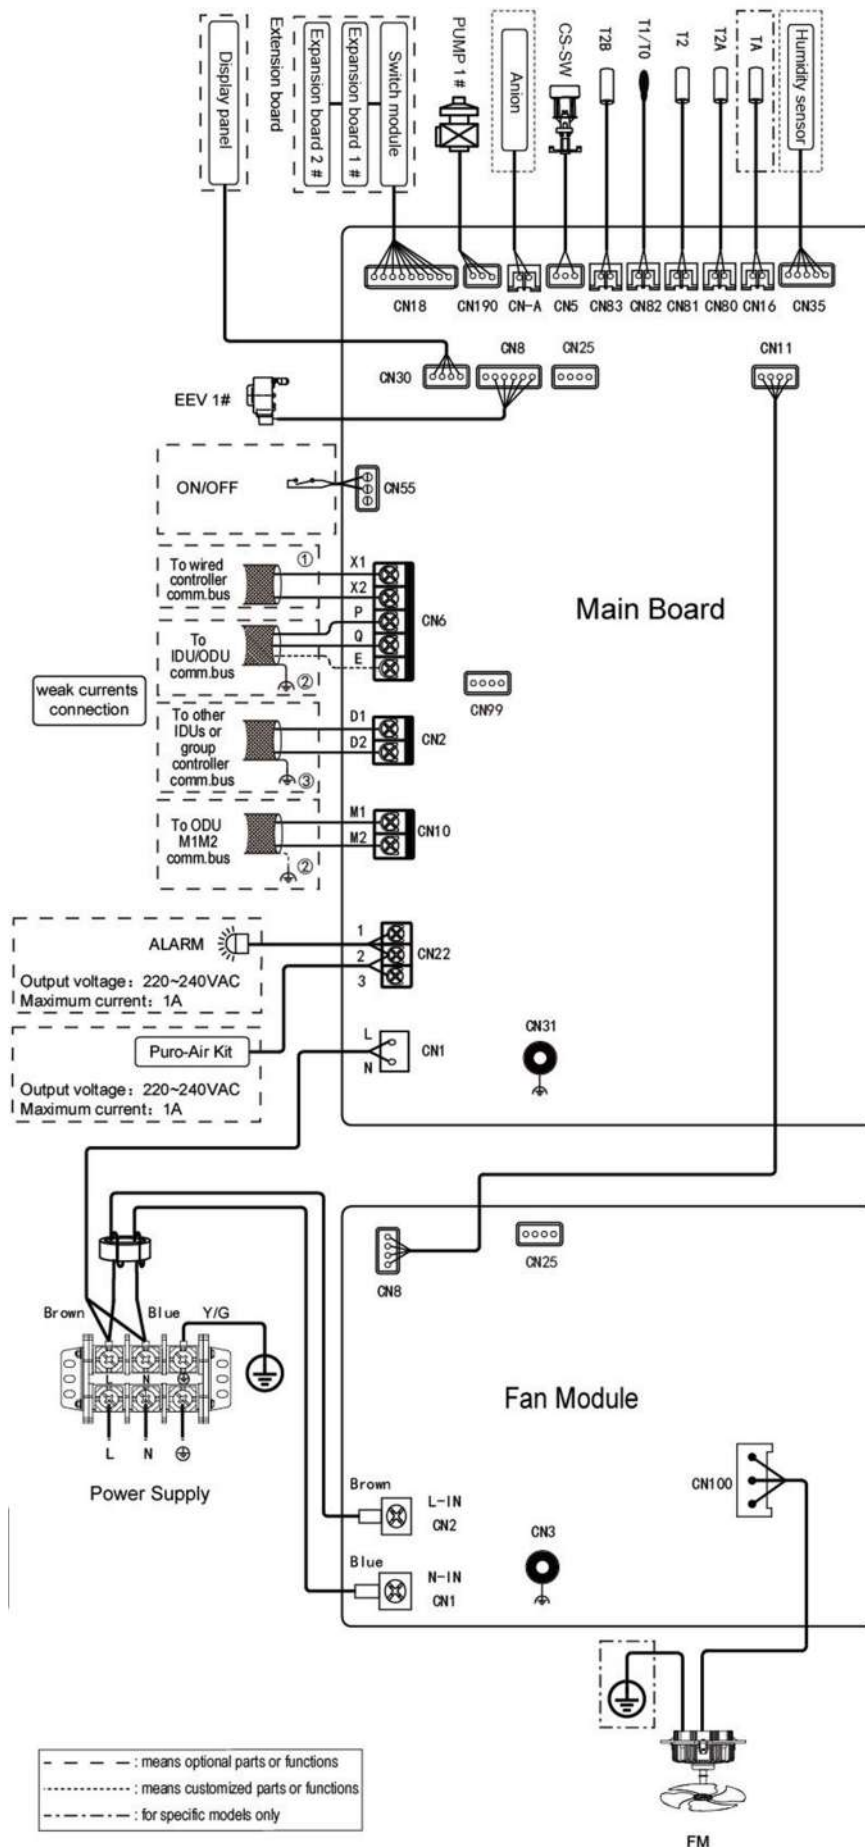 Display panel
Extension board
Expansion board 2 #
Expansion board 1 #
Switch module
PUMP 1#
Anion
CS-SW
T2B
T1/T0
T2
T2A
TA
Humidity sensor
CN18
CN190
CN-A
CN5
CN83
CN82
CN81
CN80
CN16
CN35
CN30
CN8
CN25
CN11
EEV 1#
ON/OFF
CN55
To wired
controller
comm.bus
①
X1
X2
P
Q
E
CN6
To
IDU/ODU
comm.bus
②
Main Board
weak currents
connection
CN99
To other
IDUs or
group
controller
comm.bus
③
D1
D2
CN2
To ODU
M1M2
comm.bus
②
M1
M2
CN10
ALARM
1
2
3
CN22
Output voltage: 220~240VAC
Maximum current: 1A
Puro-Air Kit
Output voltage: 220~240VAC
Maximum current: 1A
L
N
CN1
CN31
CN8
CN25
Brown
Blue
Y/G
L
N
L
N
Power Supply
Fan Module
CN100
Brown
L-IN
CN2
Blue
N-IN
CN1
CN3
: means optional parts or functions
: means customized parts or functions
: for specific models only
FM